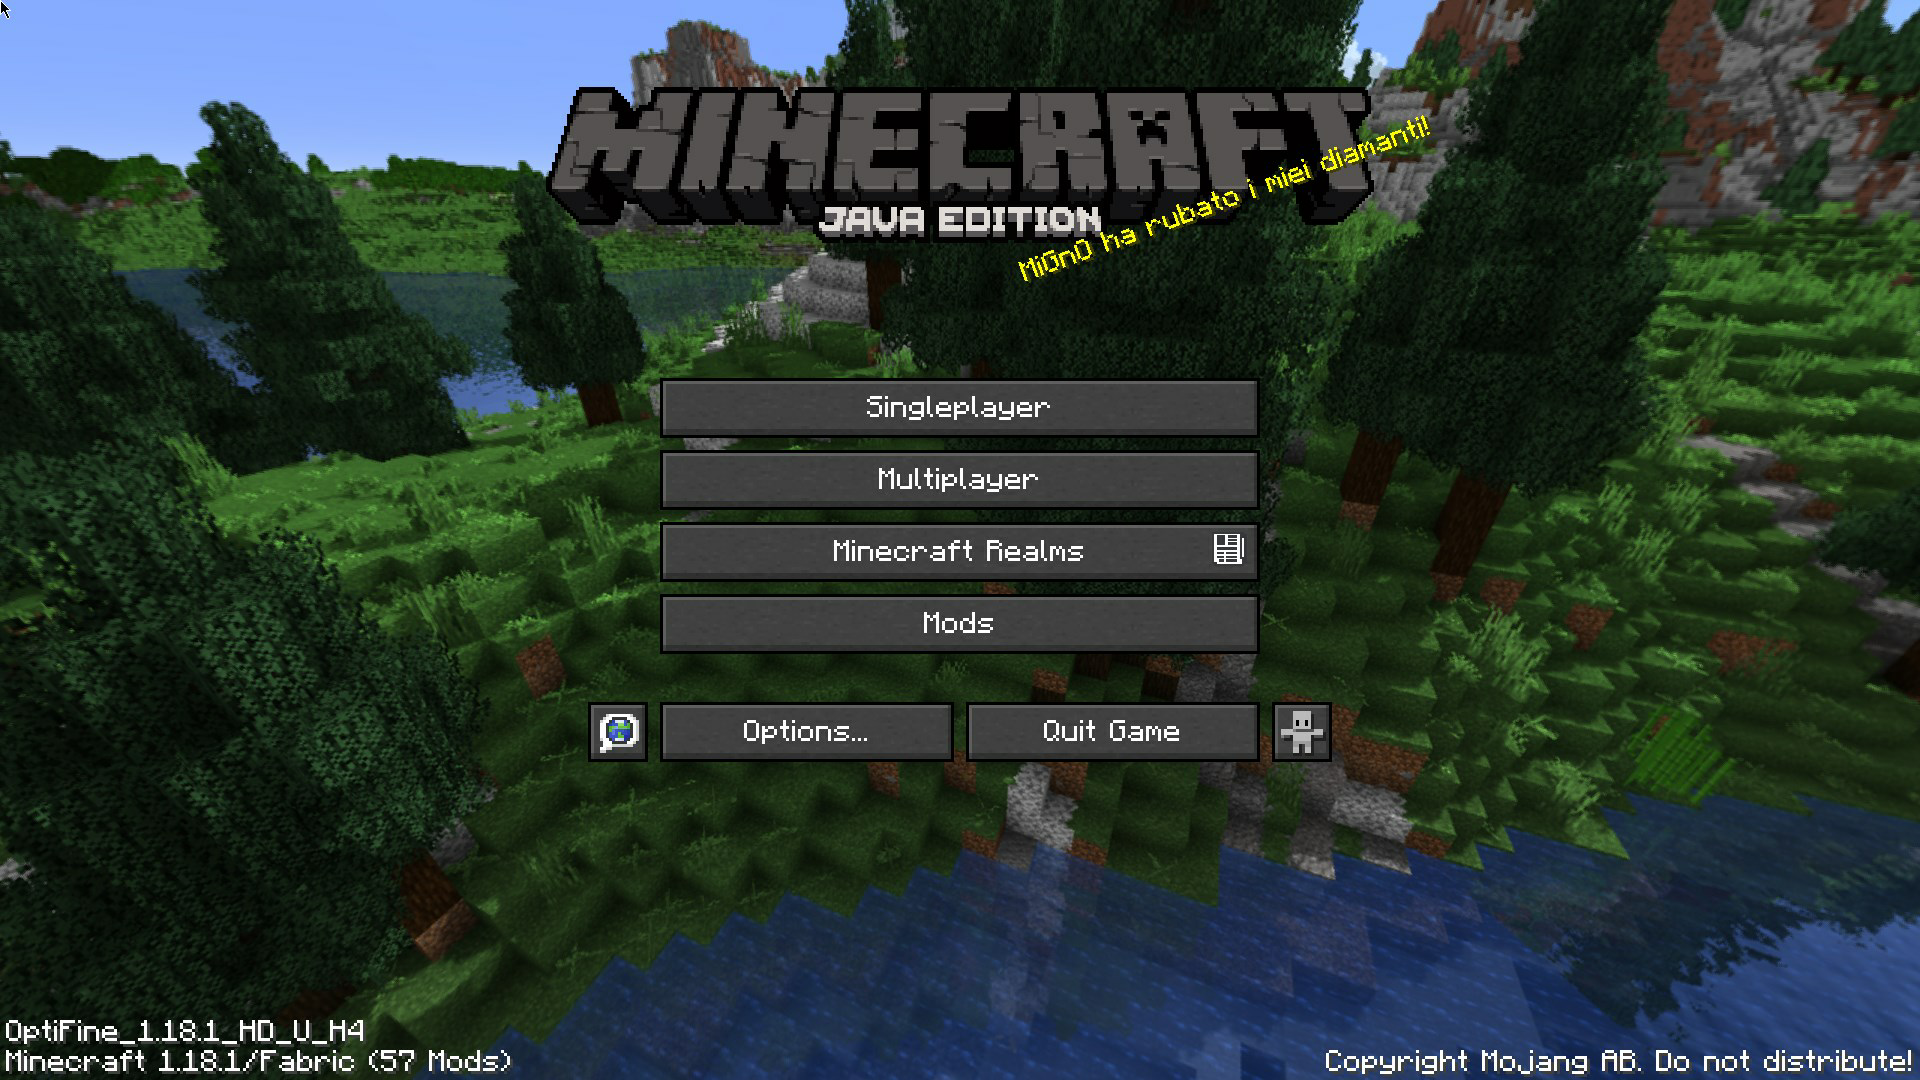 MINECRAFT
JAVA EDITION
MiGnO ha rubato i miei diamanti!
Singleplayer
Multiplayer
Minecraft Realms
Mods
Options...
Quit Game
OptiFine_1.18.1_HD_U_H4
Minecraft 1.18.1/Fabric (57 Mods)
Copyright Mojang AB. Do not distribute!